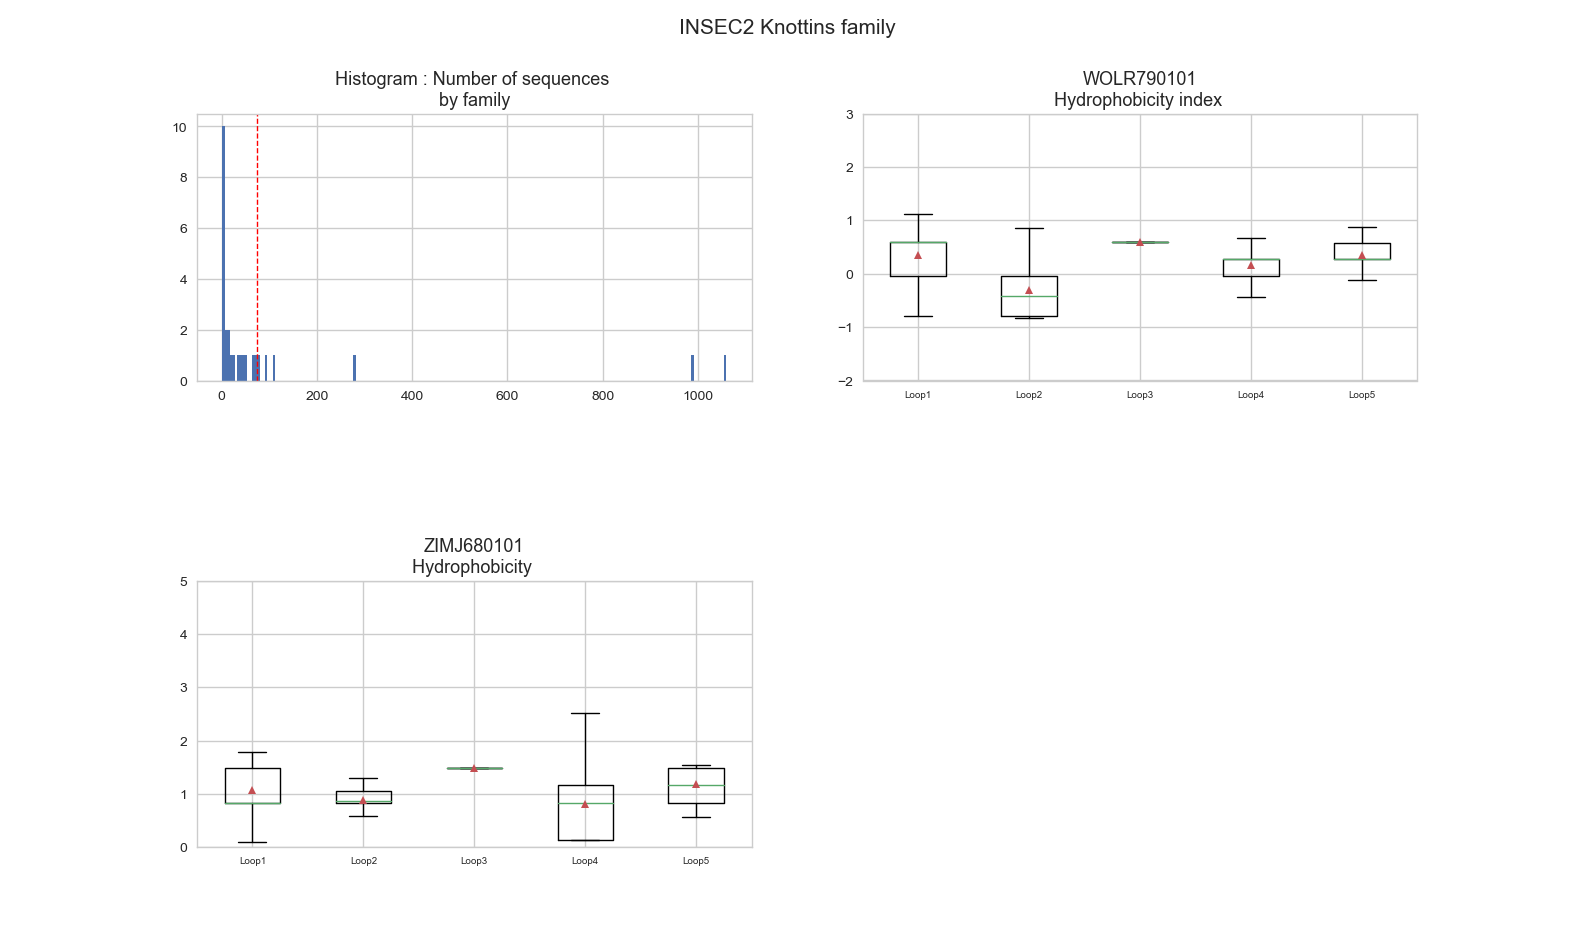 INSEC2 Knottins family
Histogram : Number of sequences
by family
10
8
6
4
2
0
0 200 400 600 800 1000
WOLR790101
Hydrophobicity index
3
2
1
0
−1
−2
Loop1 Loop2 Loop3 Loop4 Loop5
ZIMJ680101
Hydrophobicity
5
4
3
2
1
0
Loop1 Loop2 Loop3 Loop4 Loop5